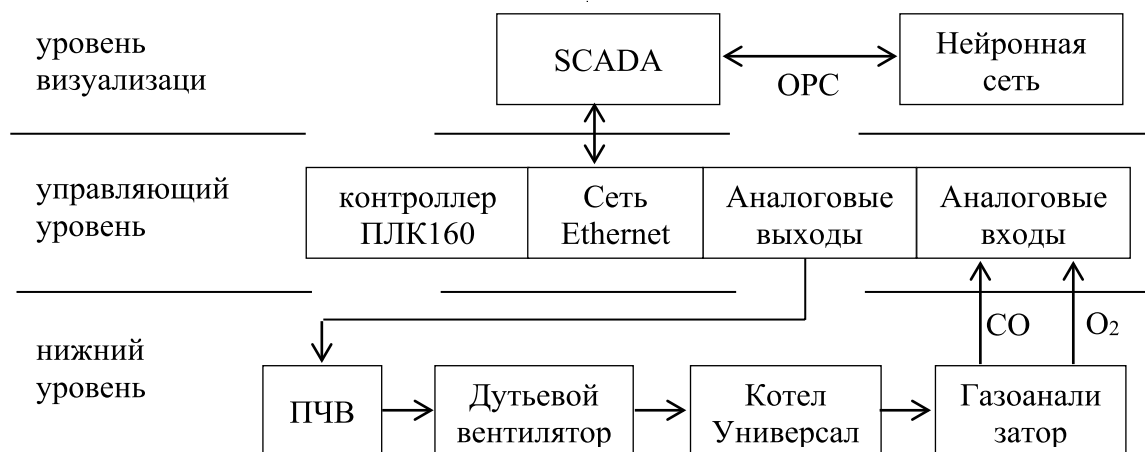 уровень
визуализаци
SCADA
OPC
Нейронная
сеть
управляющий
уровень
контроллер
ПЛК160
Сеть
Ethernet
Аналоговые
выходы
Аналоговые
входы
нижний
уровень
CO
O₂
ПЧВ
Дутьевой
вентилятор
Котел
Универсал
Газоанали
затор